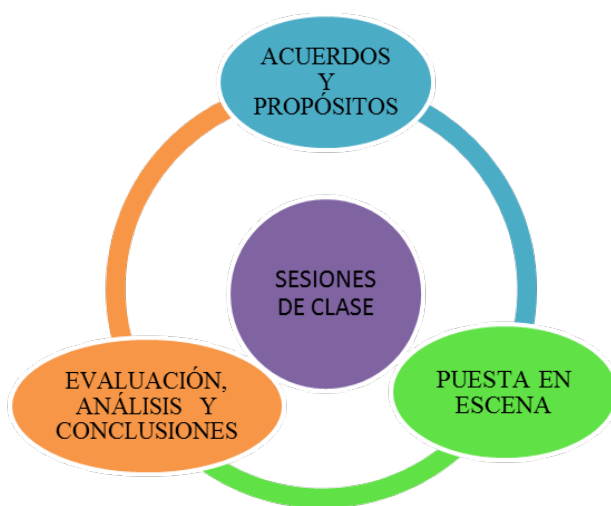 ACUERDOS
Y
PROPÓSITOS
SESIONES
DE CLASE
EVALUACIÓN,
ANÁLISIS Y
CONCLUSIONES
PUESTA EN
ESCENA